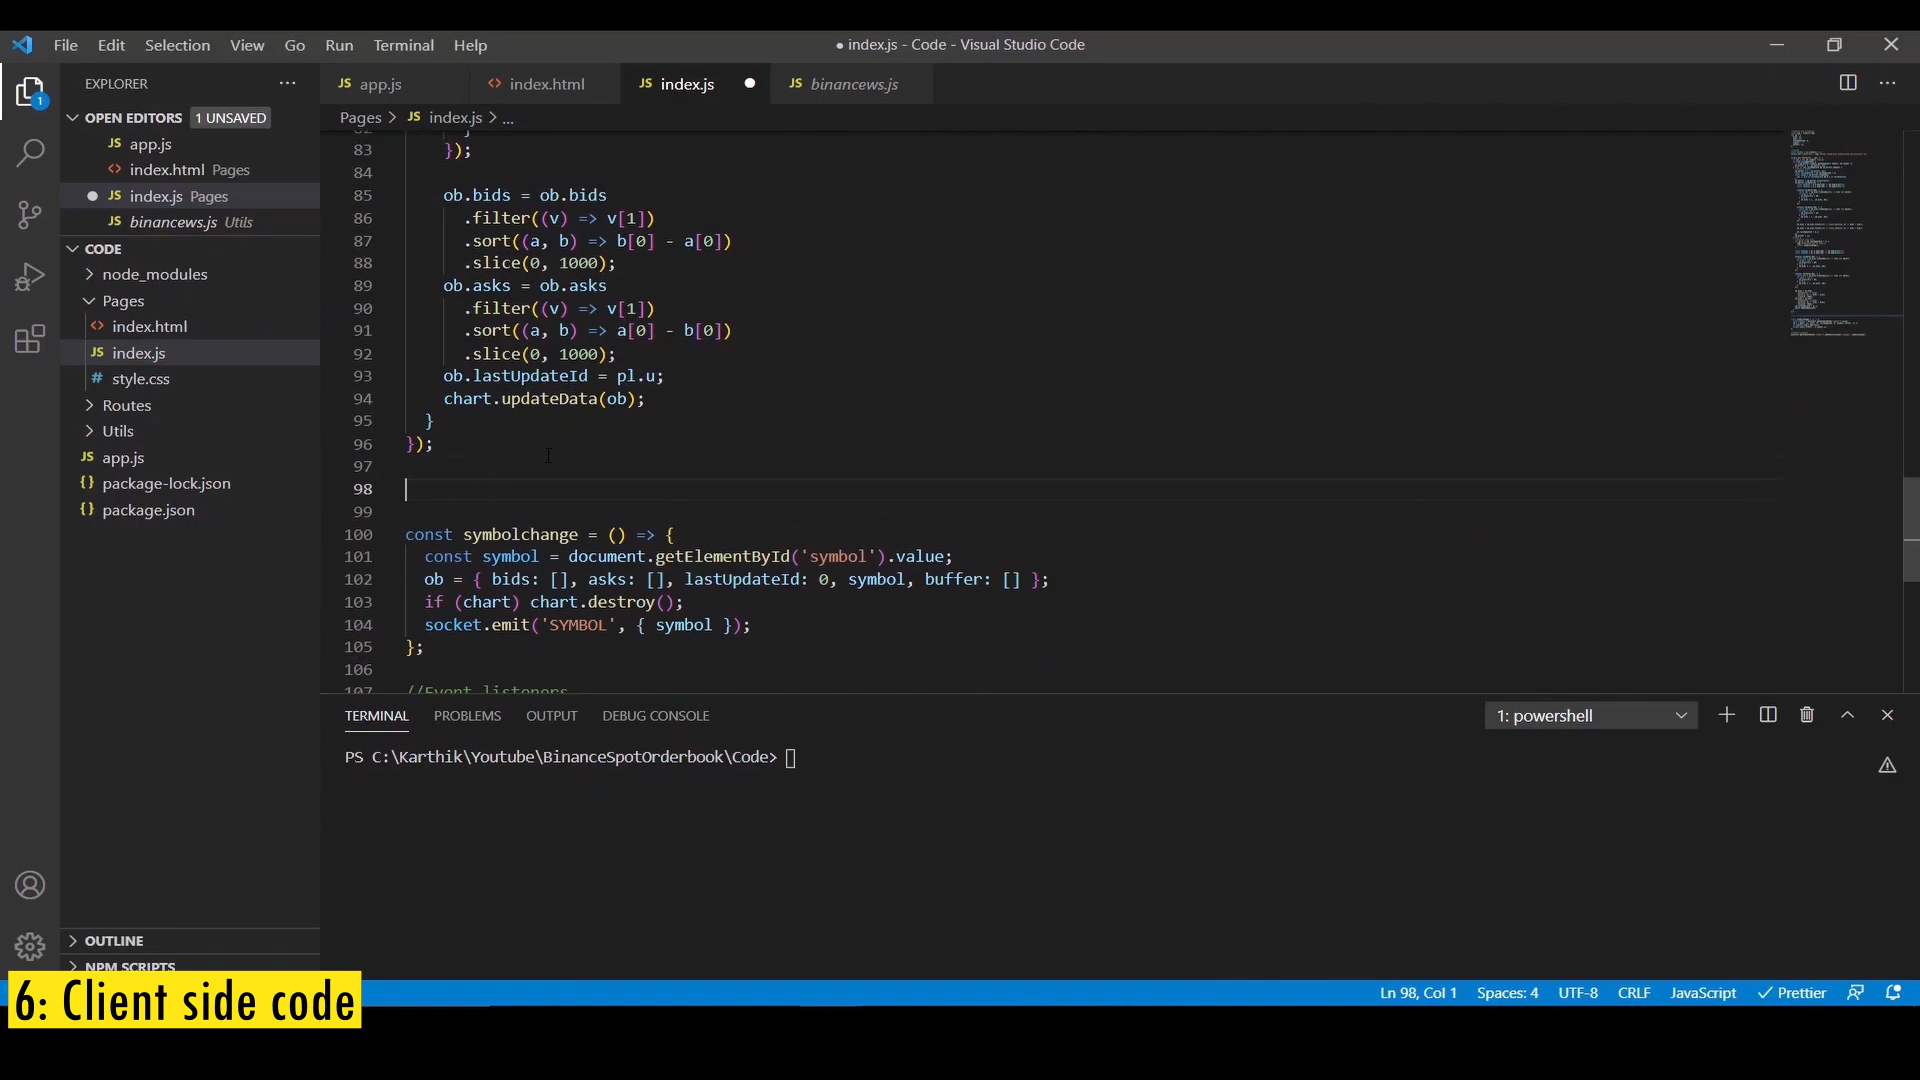 File Edit Selection View Go Run Terminal Help
● index.js - Code - Visual Studio Code
EXPLORER
OPEN EDITORS 1 UNSAVED
JS app.js
<> index.html Pages
● JS index.js Pages
JS binancews.js Utils
CODE
node_modules
Pages
<> index.html
JS index.js
# style.css
Routes
Utils
JS app.js
{} package-lock.json
{} package.json
OUTLINE
NPM SCRIPTS
JS app.js <> index.html JS index.js ● JS binancews.js
Pages > JS index.js > ...
83 });
84
85 ob.bids = ob.bids
86 .filter((v) => v[1])
87 .sort((a, b) => b[0] - a[0])
88 .slice(0, 1000);
89 ob.asks = ob.asks
90 .filter((v) => v[1])
91 .sort((a, b) => a[0] - b[0])
92 .slice(0, 1000);
93 ob.lastUpdateId = pl.u;
94 chart.updateData(ob);
95 }
96 });
97
98
99
100 const symbolchange = () => {
101 const symbol = document.getElementById('symbol').value;
102 ob = { bids: [], asks: [], lastUpdateId: 0, symbol, buffer: [] };
103 if (chart) chart.destroy();
104 socket.emit('SYMBOL', { symbol });
105 };
106
107 //Event listeners
TERMINAL PROBLEMS OUTPUT DEBUG CONSOLE
1: powershell
PS C:\Karthik\Youtube\BinanceSpotOrderbook\Code>
6: Client side code
Ln 98, Col 1 Spaces: 4 UTF-8 CRLF JavaScript ✓ Prettier